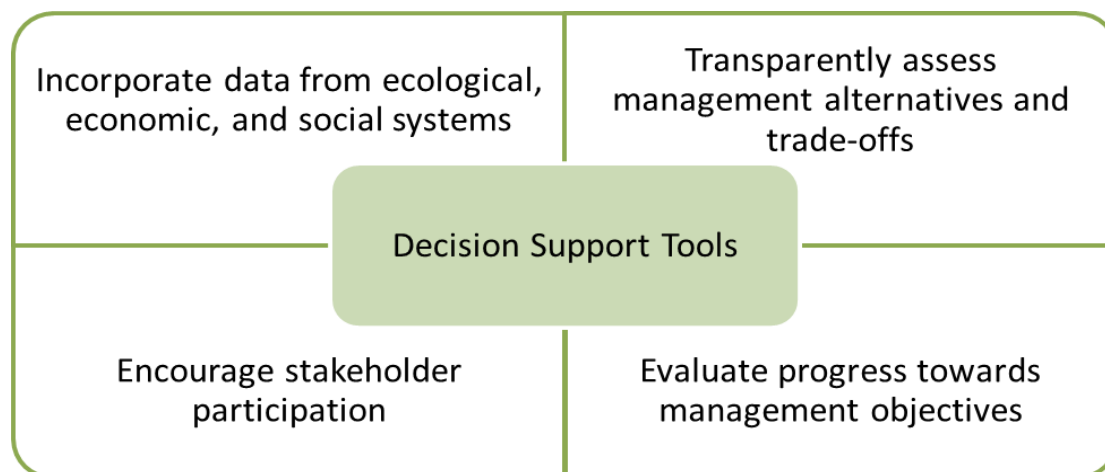 Incorporate data from ecological,
economic, and social systems
Transparently assess
management alternatives and
trade-offs
Decision Support Tools
Encourage stakeholder
participation
Evaluate progress towards
management objectives